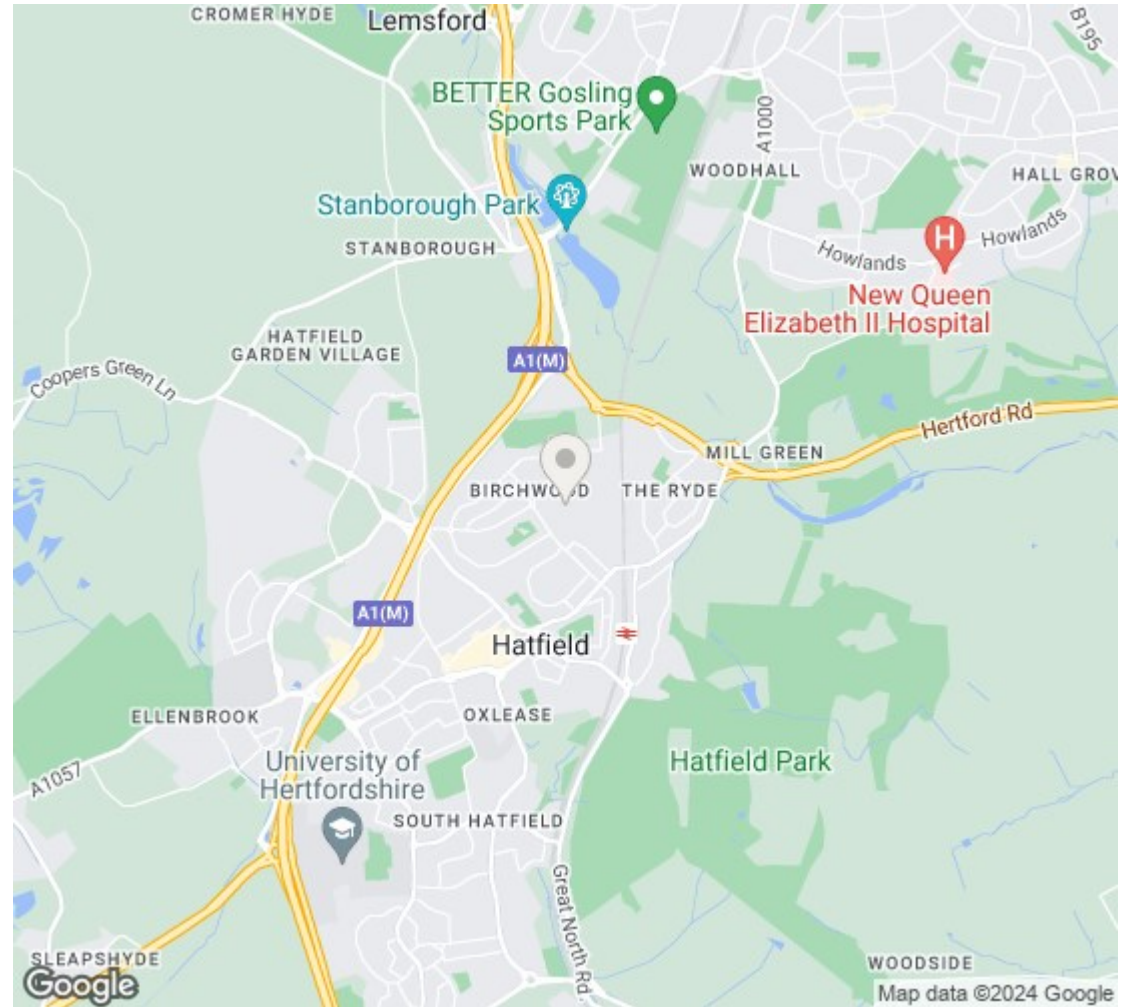 CROMER HYDE
Lemsford
B195
BETTER Gosling
Sports Park
A1000
WOODHALL
HALL GROV
Stanborough Park
STANBOROUGH
Howlands
Howlands
H
New Queen
Elizabeth II Hospital
HATFIELD
GARDEN VILLAGE
A1(M)
Coopers Green Ln
Hertford Rd
MILL GREEN
BIRCHWOOD
THE RYDE
A1(M)
Hatfield
ELLENBROOK
OXLEASE
University of
Hertfordshire
Hatfield Park
A1057
SOUTH HATFIELD
Great North Rd
SLEAPSHYDE
WOODSIDE
Google
Map data ©2024 Google